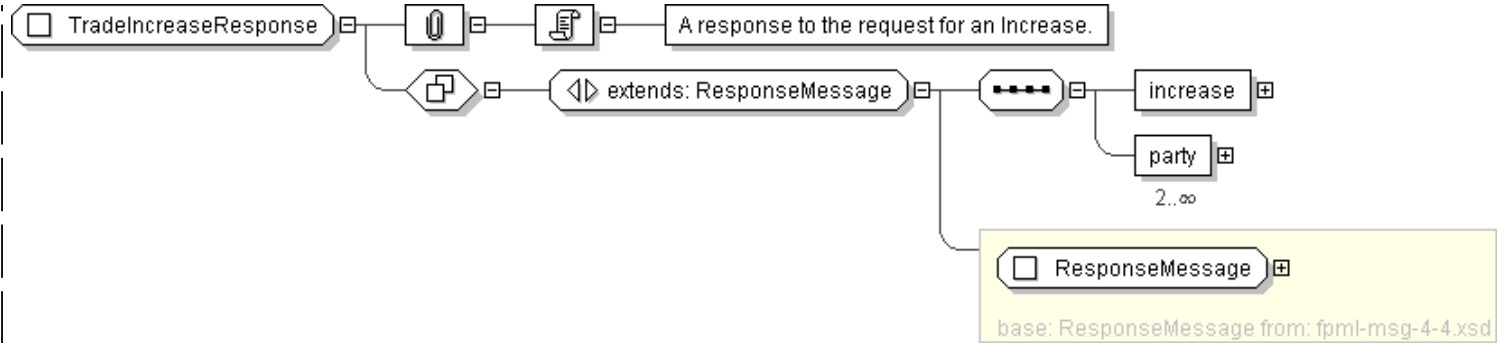 TradeIncreaseResponse
A response to the request for an Increase.
extends: ResponseMessage
increase
party
2..∞
ResponseMessage
base: ResponseMessage from: fpml-msg-4-4.xsd